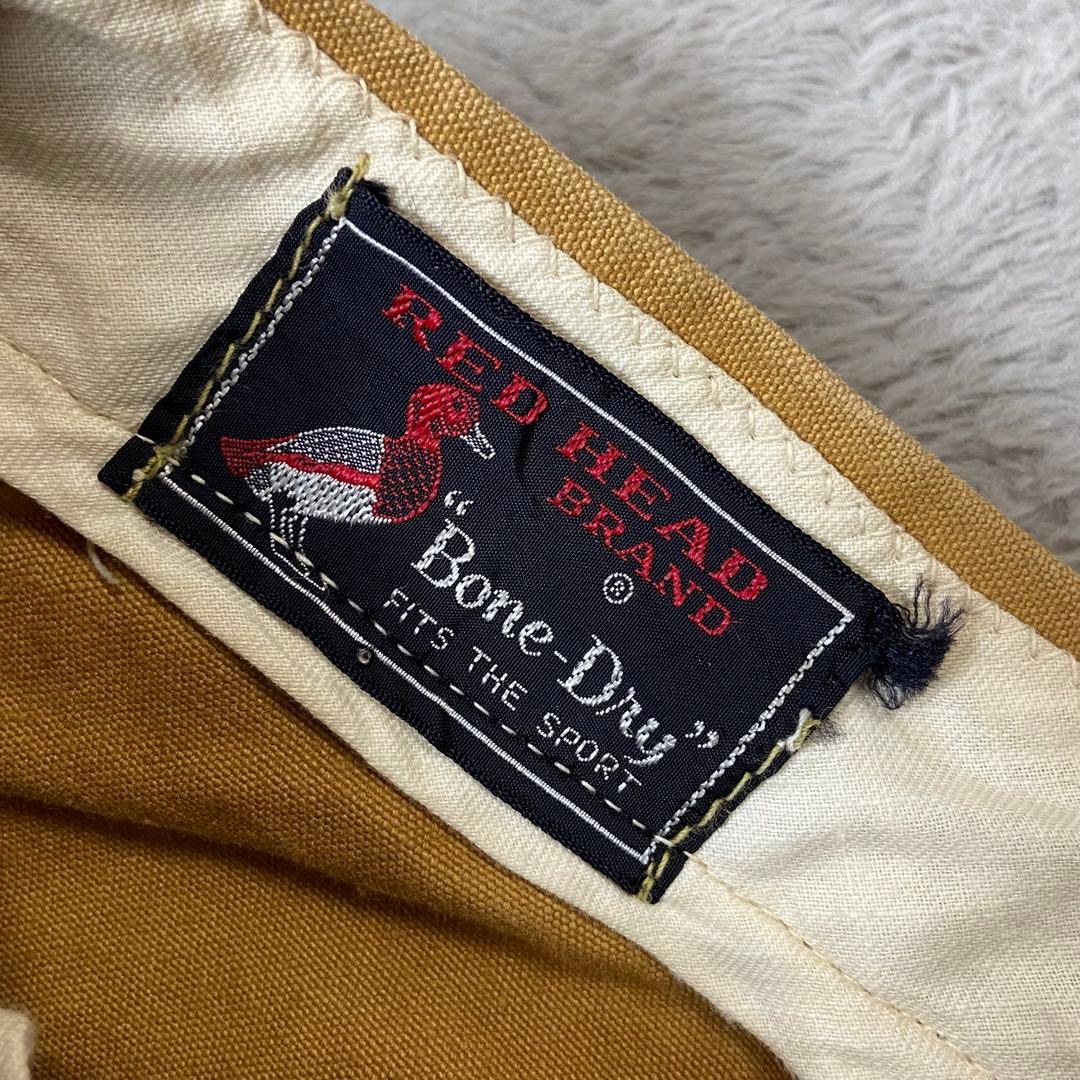 RED HEAD
BRAND
®
“Bone-Dry”
FITS THE SPORT